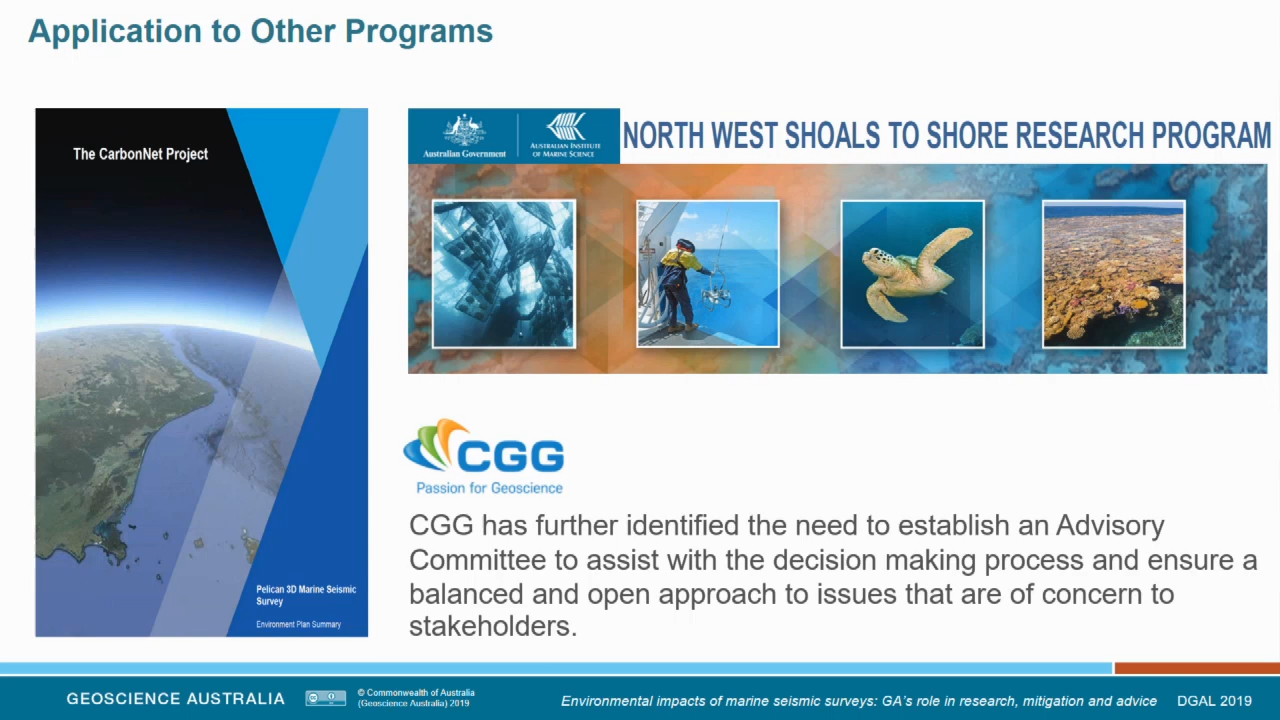 Application to Other Programs
The CarbonNet Project
Pelican 3D Marine Seismic
Survey
Environment Plan Summary
Australian Government
AUSTRALIAN INSTITUTE
OF MARINE SCIENCE
NORTH WEST SHOALS TO SHORE RESEARCH PROGRAM
CGG
Passion for Geoscience
CGG has further identified the need to establish an Advisory
Committee to assist with the decision making process and ensure a
balanced and open approach to issues that are of concern to
stakeholders.
GEOSCIENCE AUSTRALIA
© Commonwealth of Australia
(Geoscience Australia) 2019
Environmental impacts of marine seismic surveys: GA's role in research, mitigation and advice
DGAL 2019